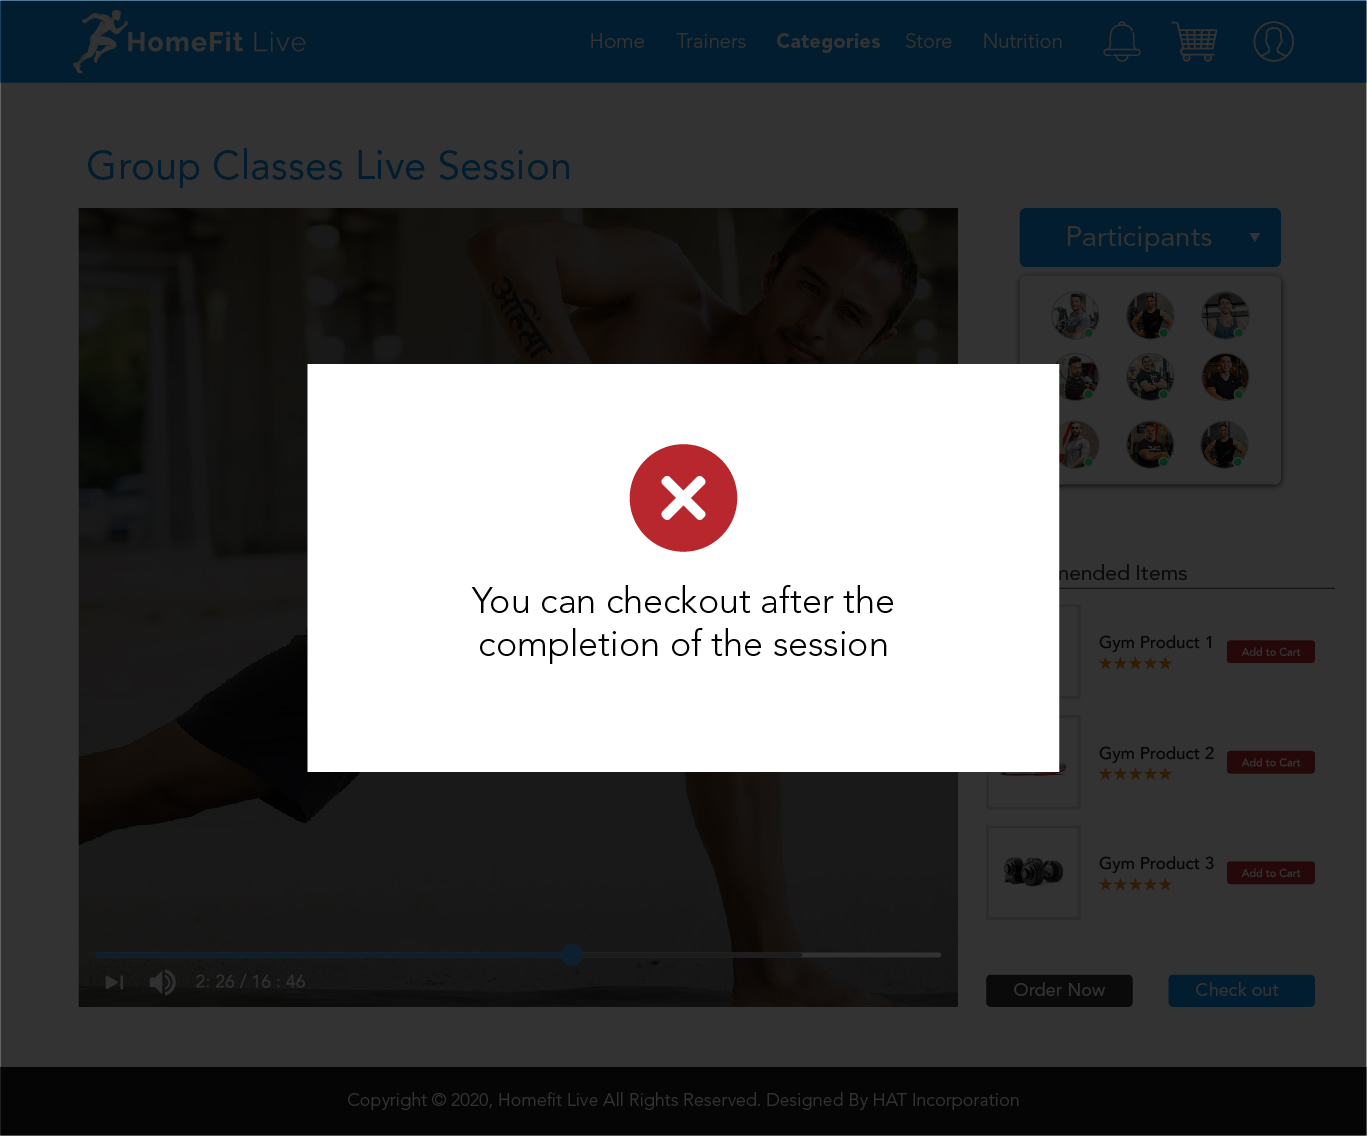 HomeFit Live
Home Trainers Categories Store Nutrition
Group Classes Live Session
Participants
You can checkout after the
completion of the session
mended Items
Gym Product 1
Add to Cart
Gym Product 2
Add to Cart
Gym Product 3
Add to Cart
2: 26 / 16 : 46
Order Now
Check out
Copyright © 2020, Homefit Live All Rights Reserved. Designed By HAT Incorporation